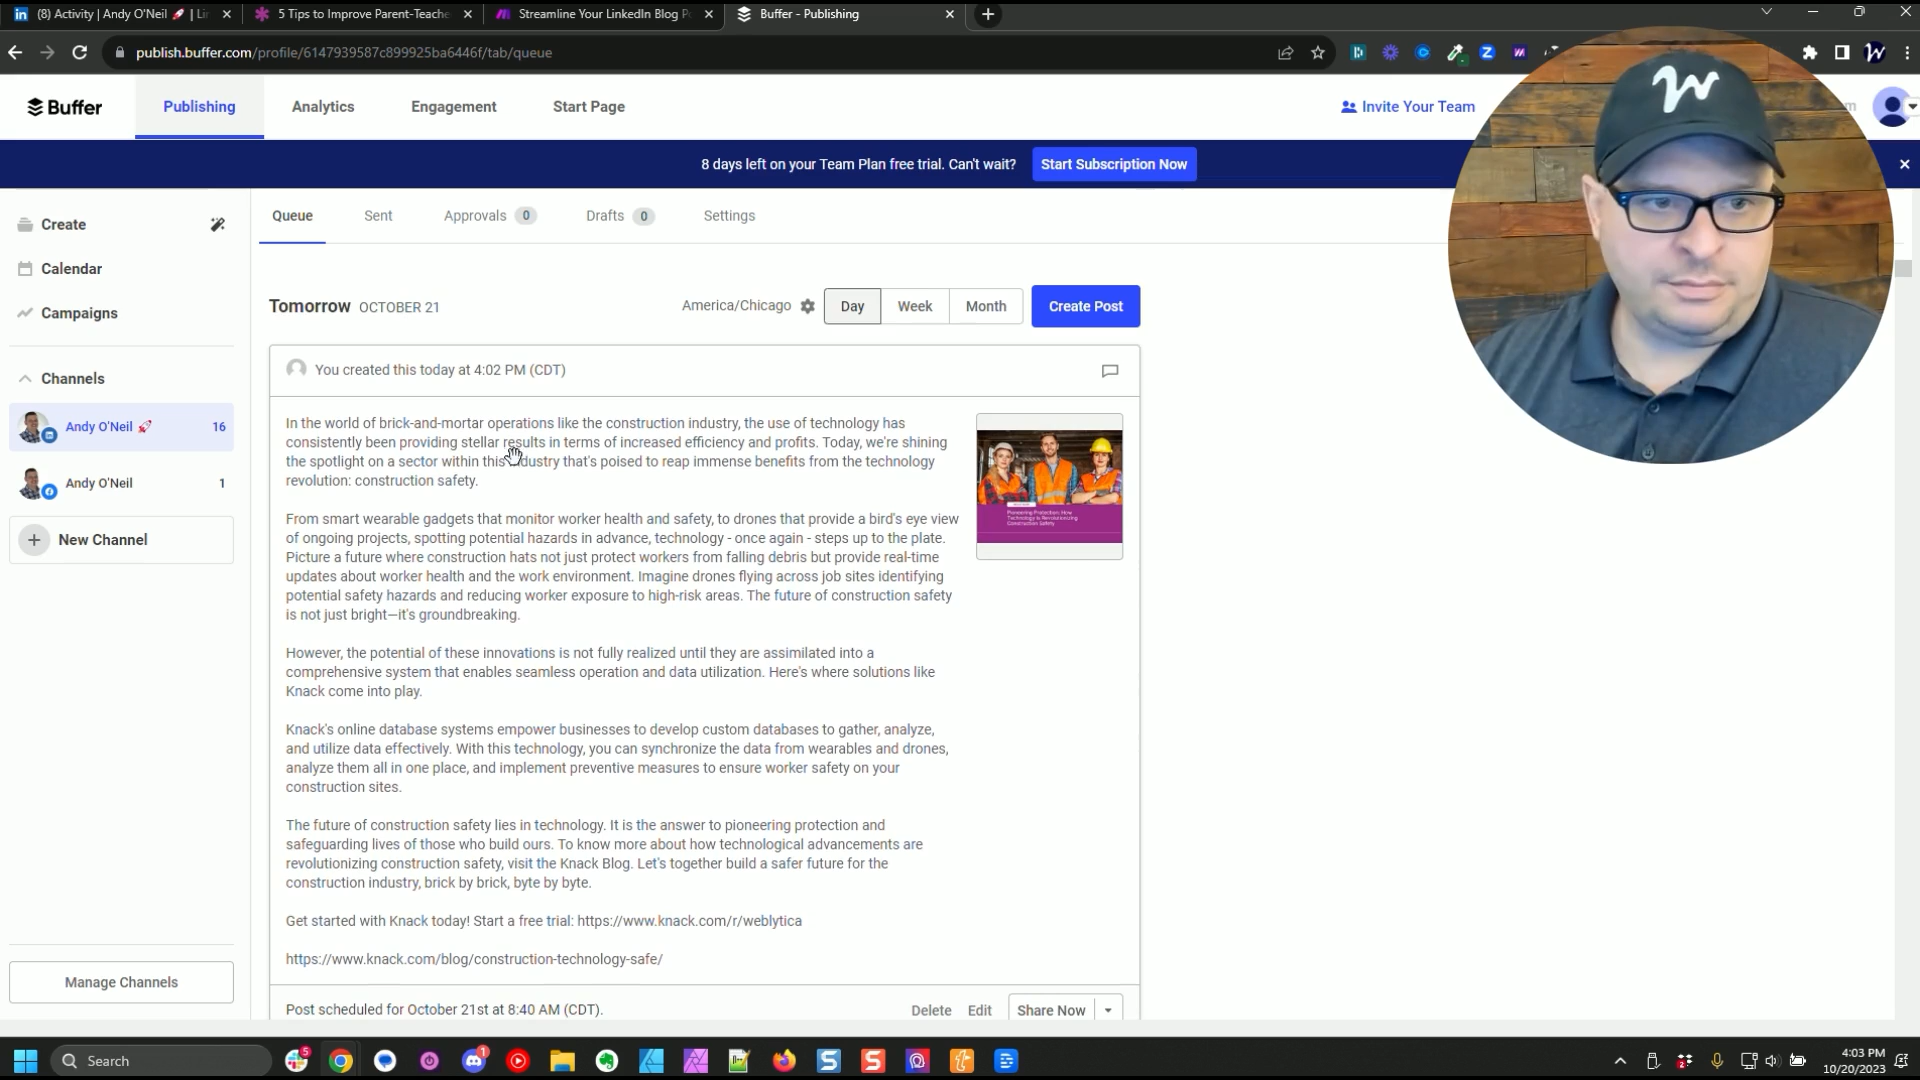 (8) Activity | Andy O'Neil 🚀 | Li
5 Tips to Improve Parent-Teache
Streamline Your LinkedIn Blog P
Buffer - Publishing
publish.buffer.com/profile/6147939587c899925ba6446f/tab/queue
Buffer
Publishing
Analytics
Engagement
Start Page
Invite Your Team
8 days left on your Team Plan free trial. Can't wait?
Start Subscription Now
Create
Calendar
Campaigns
Channels
Andy O'Neil 🚀 16
Andy O'Neil 1
New Channel
Manage Channels
Queue
Sent
Approvals 0
Drafts 0
Settings
Tomorrow OCTOBER 21
America/Chicago
Day
Week
Month
Create Post
You created this today at 4:02 PM (CDT)
In the world of brick-and-mortar operations like the construction industry, the use of technology has
consistently been providing stellar results in terms of increased efficiency and profits. Today, we're shining
the spotlight on a sector within this industry that's poised to reap immense benefits from the technology
revolution: construction safety.
From smart wearable gadgets that monitor worker health and safety, to drones that provide a bird's eye view
of ongoing projects, spotting potential hazards in advance, technology - once again - steps up to the plate.
Picture a future where construction hats not just protect workers from falling debris but provide real-time
updates about worker health and the work environment. Imagine drones flying across job sites identifying
potential safety hazards and reducing worker exposure to high-risk areas. The future of construction safety
is not just bright—it's groundbreaking.
However, the potential of these innovations is not fully realized until they are assimilated into a
comprehensive system that enables seamless operation and data utilization. Here's where solutions like
Knack come into play.
Knack's online database systems empower businesses to develop custom databases to gather, analyze,
and utilize data effectively. With this technology, you can synchronize the data from wearables and drones,
analyze them all in one place, and implement preventive measures to ensure worker safety on your
construction sites.
The future of construction safety lies in technology. It is the answer to pioneering protection and
safeguarding lives of those who build ours. To know more about how technological advancements are
revolutionizing construction safety, visit the Knack Blog. Let's together build a safer future for the
construction industry, brick by brick, byte by byte.
Get started with Knack today! Start a free trial: https://www.knack.com/r/weblytica
https://www.knack.com/blog/construction-technology-safe/
Pioneering Protection: How
Technology is Revolutionizing
Construction Safety
Post scheduled for October 21st at 8:40 AM (CDT).
Delete
Edit
Share Now
Search
4:03 PM
10/20/2023